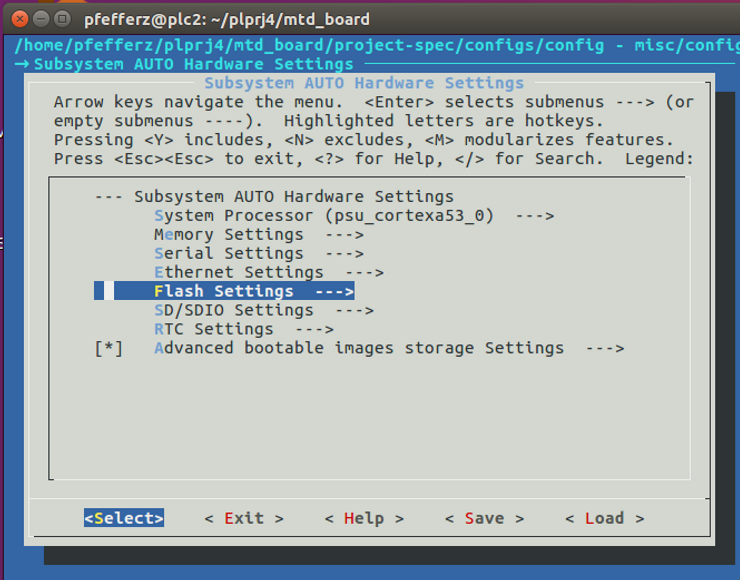 pfefferz@plc2: ~/plprj4/mtd_board
/home/pfefferz/plprj4/mtd_board/project-spec/configs/config - misc/config
→ Subsystem AUTO Hardware Settings
Subsystem AUTO Hardware Settings
Arrow keys navigate the menu. <Enter> selects submenus ---> (or
empty submenus ----). Highlighted letters are hotkeys.
Pressing <Y> includes, <N> excludes, <M> modularizes features.
Press <Esc><Esc> to exit, <?> for Help, </> for Search. Legend:
--- Subsystem AUTO Hardware Settings
System Processor (psu_cortexa53_0) --->
Memory Settings --->
Serial Settings --->
Ethernet Settings --->
Flash Settings --->
SD/SDIO Settings --->
RTC Settings --->
[*] Advanced bootable images storage Settings --->
<Select> < Exit > < Help > < Save > < Load >